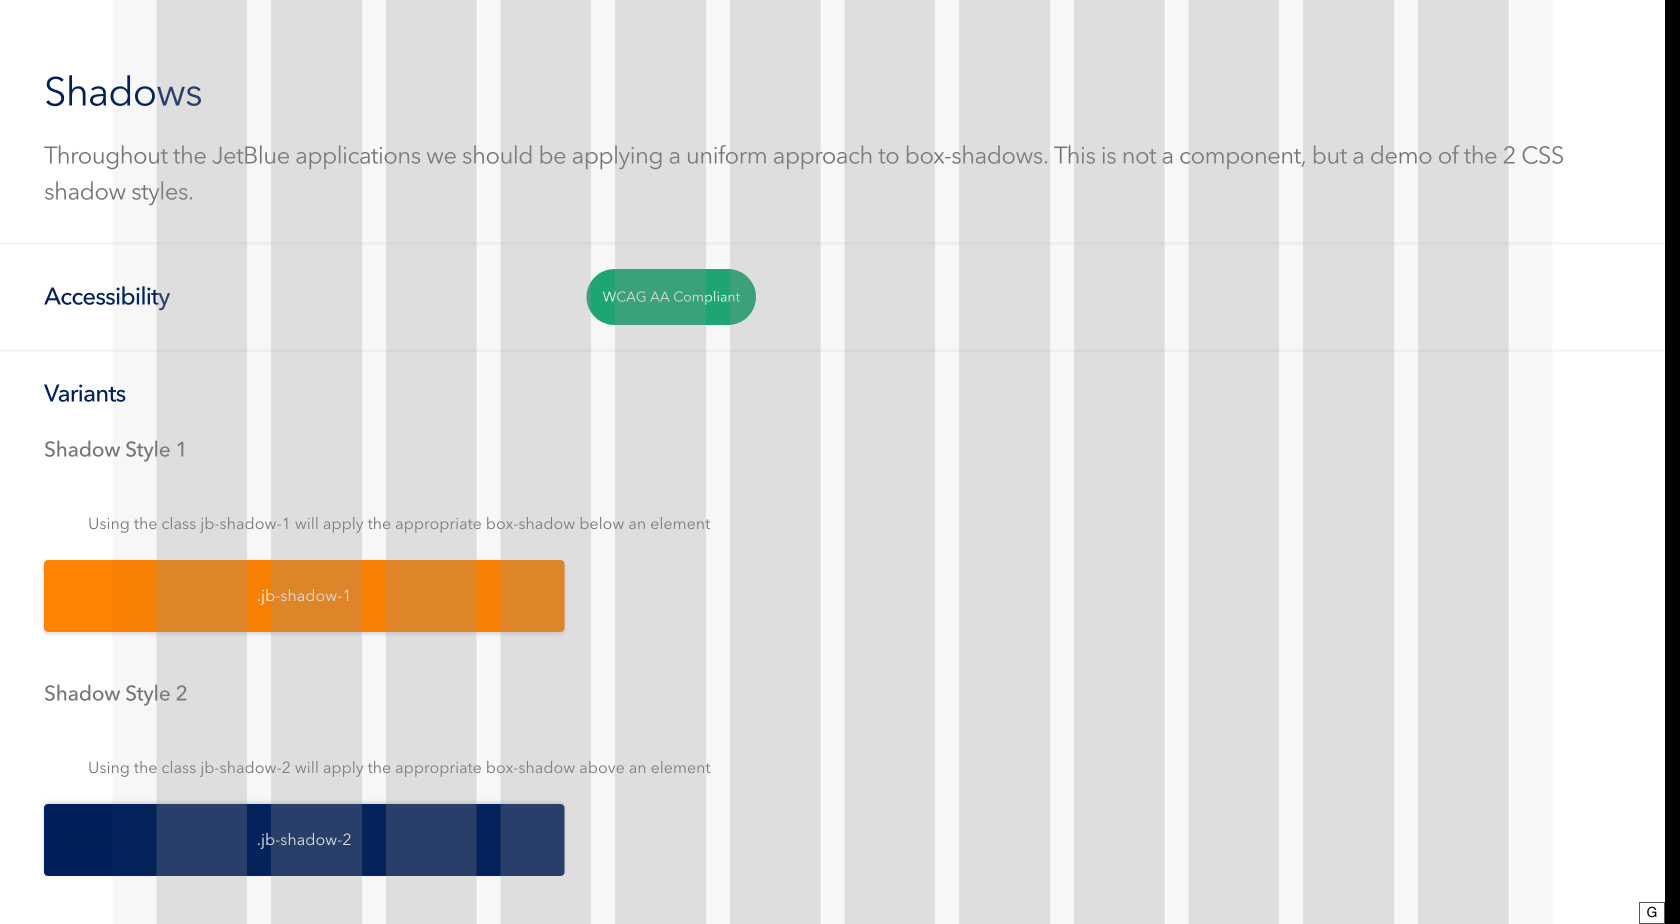 Shadows
Throughout the JetBlue applications we should be applying a uniform approach to box-shadows. This is not a component, but a demo of the 2 CSS
shadow styles.
Accessibility
WCAG AA Compliant
Variants
Shadow Style 1
Using the class jb-shadow-1 will apply the appropriate box-shadow below an element
.jb-shadow-1
Shadow Style 2
Using the class jb-shadow-2 will apply the appropriate box-shadow above an element
.jb-shadow-2
G